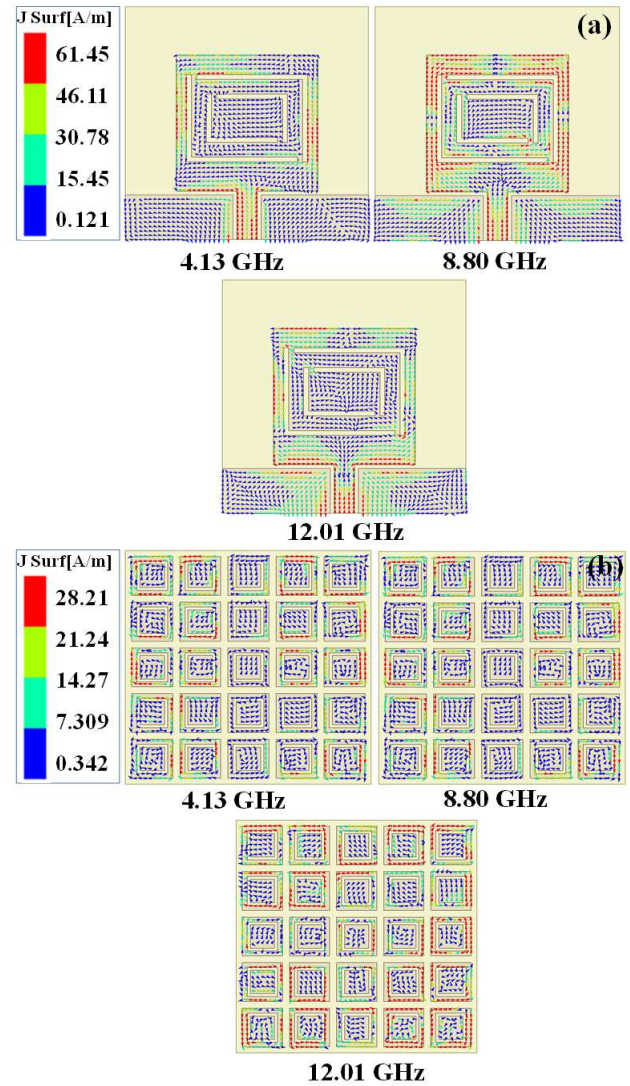 J Surf[A/m]
(a)
61.45
46.11
30.78
15.45
0.121
4.13 GHz
8.80 GHz
12.01 GHz
J Surf[A/m]
(b)
28.21
21.24
14.27
7.309
0.342
4.13 GHz
8.80 GHz
12.01 GHz